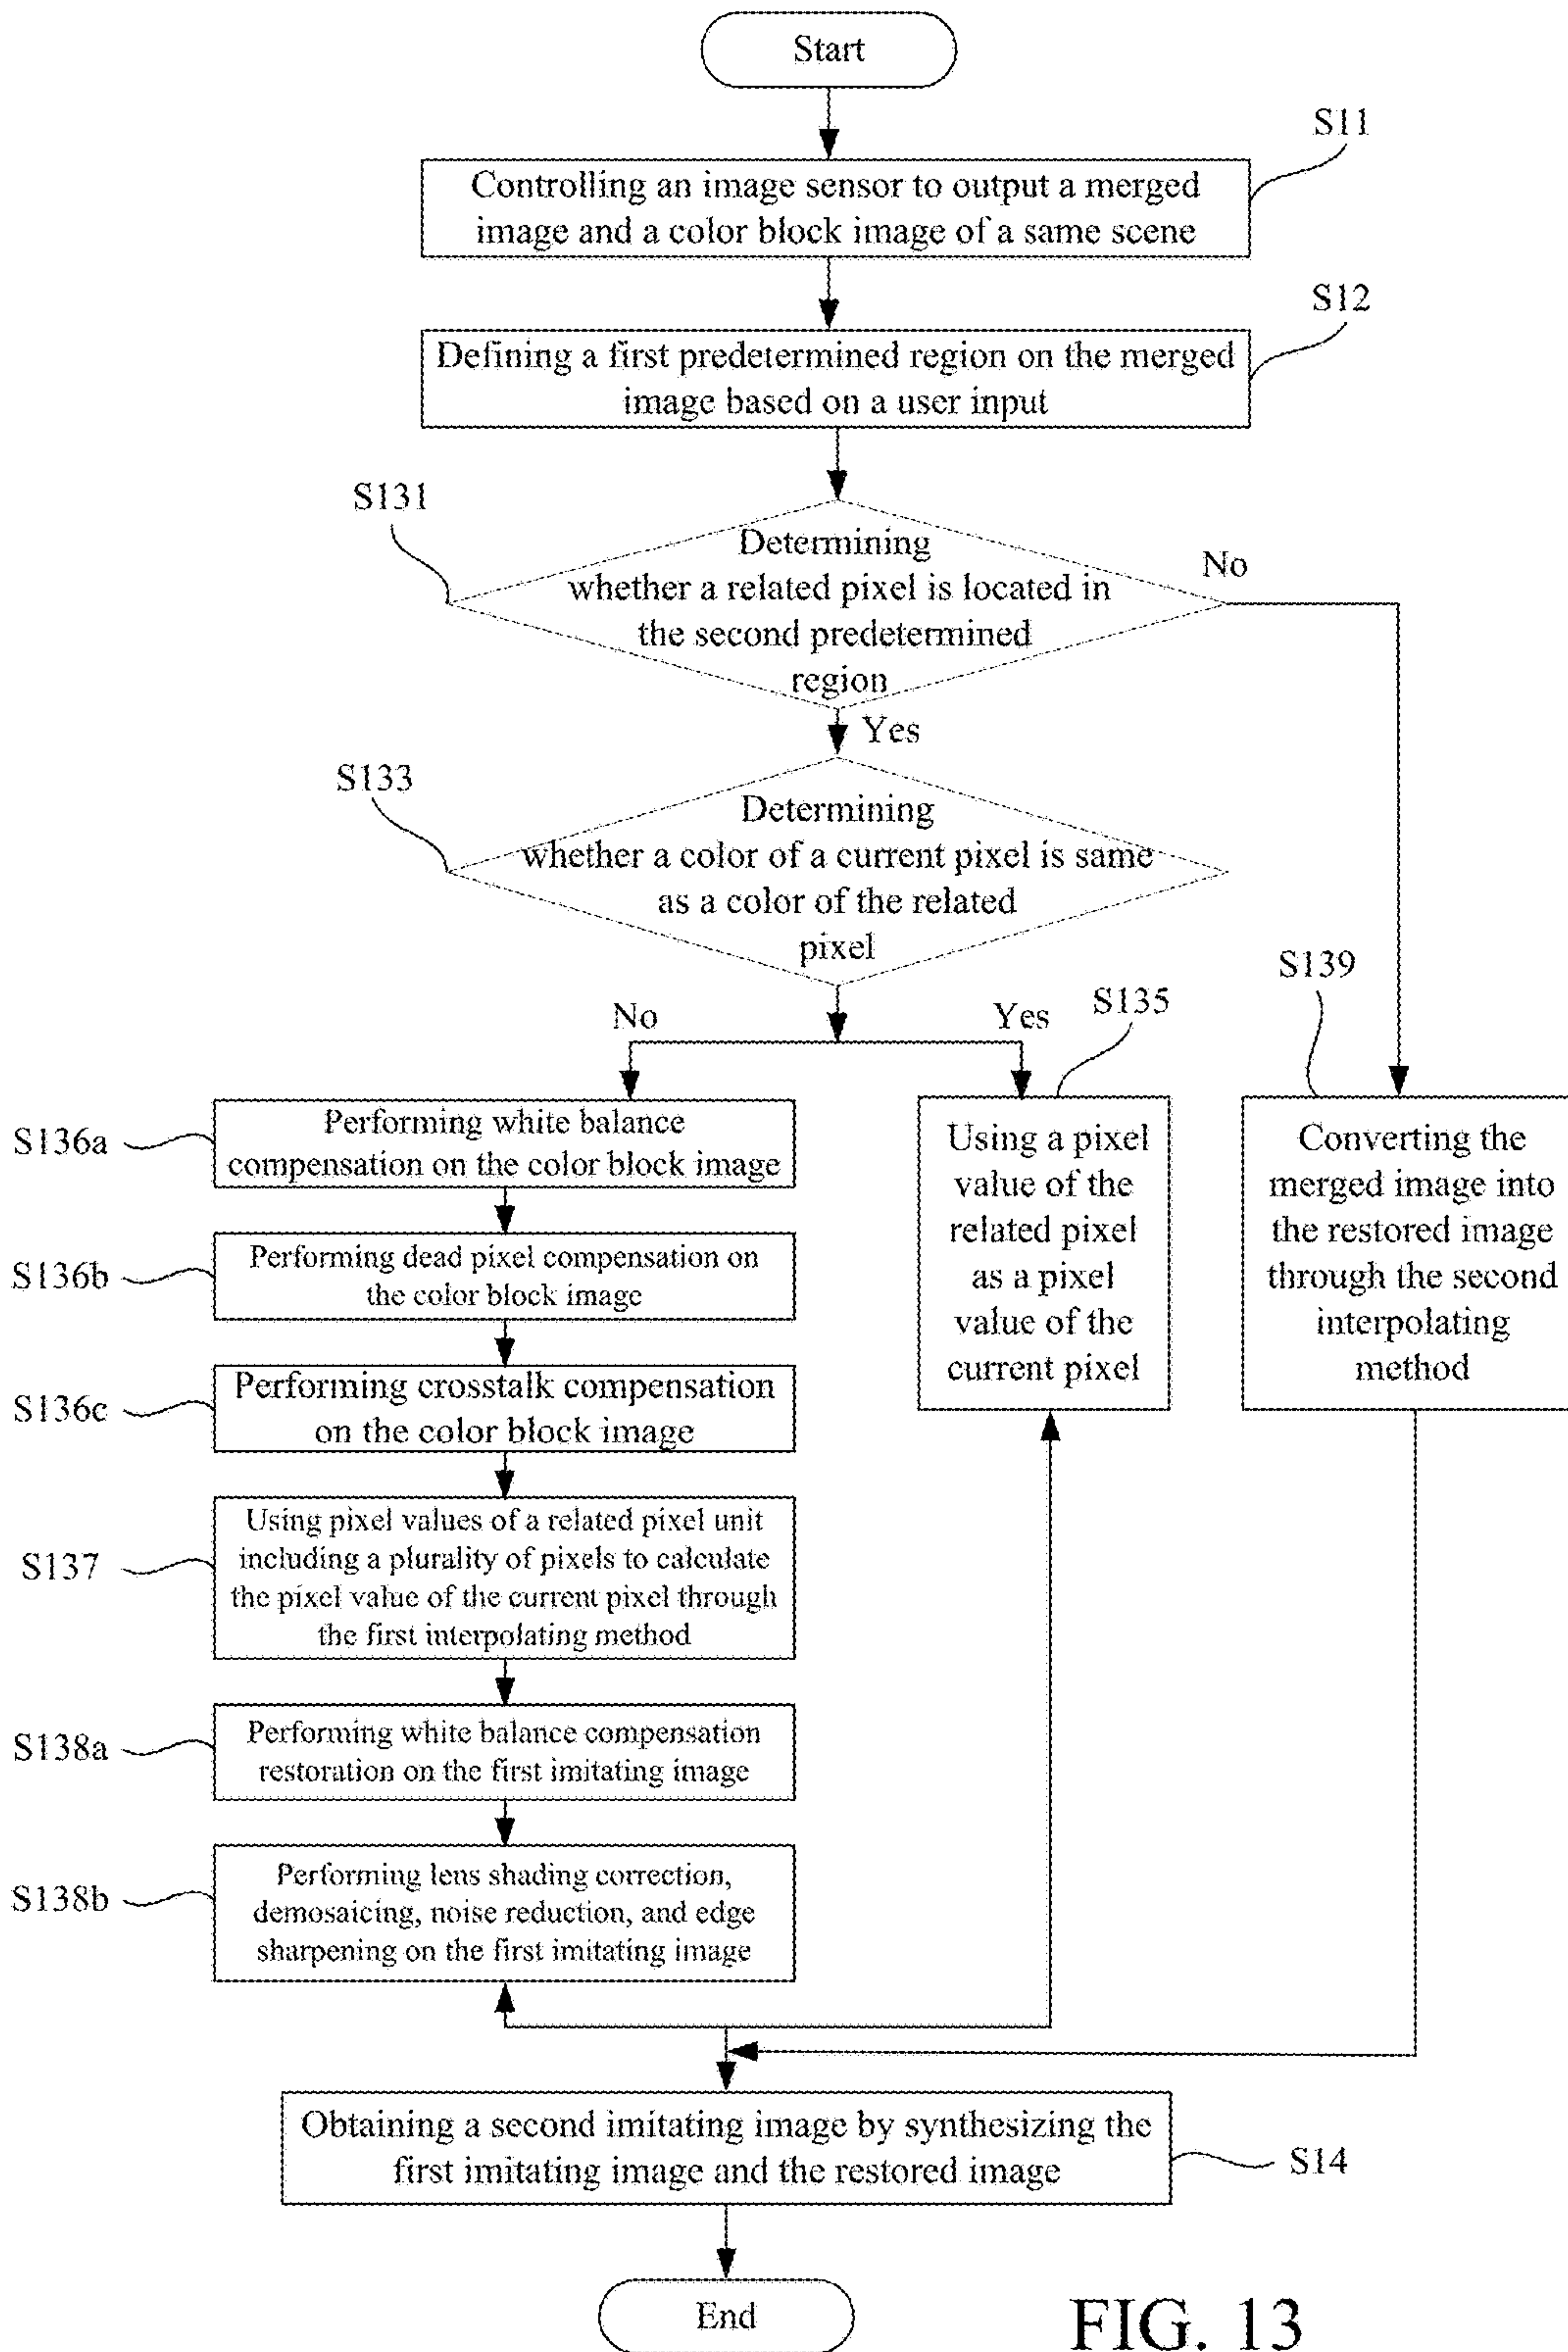 Start
S11
Controlling an image sensor to output a merged
image and a color block image of a same scene
S12
Defining a first predetermined region on the merged
image based on a user input
S131
Determining
whether a related pixel is located in
the second predetermined
region
No
Yes
S133
Determining
whether a color of a current pixel is same
as a color of the related
pixel
No
Yes
S135
S139
S136a
Performing white balance
compensation on the color block image
S136b
Performing dead pixel compensation on
the color block image
S136c
Performing crosstalk compensation
on the color block image
S137
Using pixel values of a related pixel unit
including a plurality of pixels to calculate
the pixel value of the current pixel through
the first interpolating method
S138a
Performing white balance compensation
restoration on the first imitating image
S138b
Performing lens shading correction,
demosaicing, noise reduction, and edge
sharpening on the first imitating image
Using a pixel
value of the
related pixel
as a pixel
value of the
current pixel
Converting the
merged image into
the restored image
through the second
interpolating
method
Obtaining a second imitating image by synthesizing the
first imitating image and the restored image
S14
End
FIG. 13